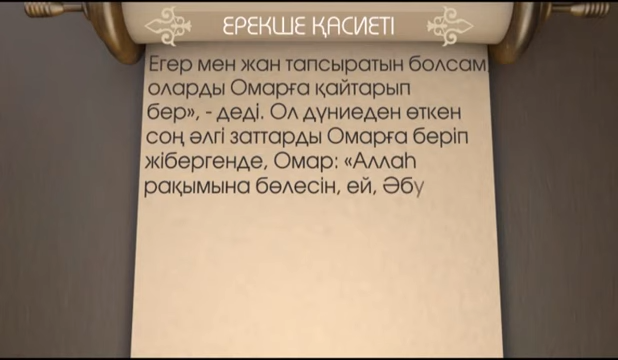 ЕРЕКШЕ ҚАСИЕТІ
Егер мен жан тапсыратын болсам,
оларды Омарға қайтарып
бер», - деді. Ол дүниеден өткен
соң әлгі заттарды Омарға беріп
жібергенде, Омар: «Аллаһ
рақымына бөлесін, ей, Әбу